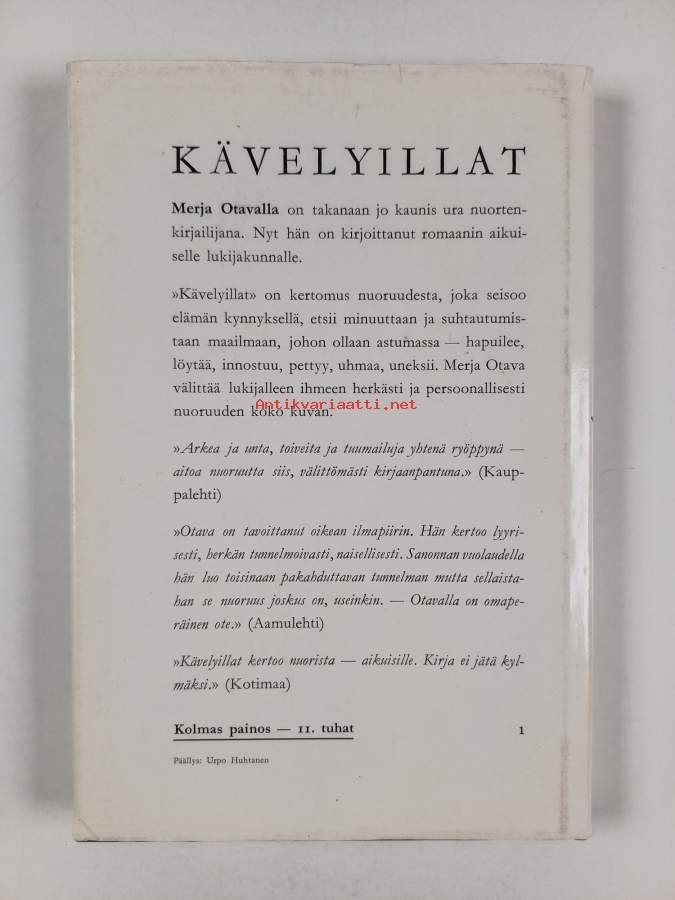 KÄVELYILLAT
Merja Otavalla on takanaan jo kaunis ura nuorten-
kirjailijana. Nyt hän on kirjoittanut romaanin aikui-
selle lukijakunnalle.
»Kävelyillat» on kertomus nuoruudesta, joka seisoo
elämän kynnyksellä, etsii minuuttaan ja suhtautumis-
taan maailmaan, johon ollaan astumassa — hapuilee,
löytää, innostuu, pettyy, uhmaa, uneksii. Merja Otava
välittää lukijalleen ihmeen herkästi ja persoonallisesti
Antikvariaatti.net
nuoruuden koko kuvan.
»Arkea ja unta, toiveita ja tuumailuja yhtenä ryöppynä —
aitoa nuoruutta siis, välittömästi kirjaanpantuna.» (Kaup-
palehti)
»Otava on tavoittanut oikean ilmapiirin. Hän kertoo lyyri-
sesti, herkän tunnelmoivasti, naisellisesti. Sanonnan vuolaudella
hän luo toisinaan pakahduttavan tunnelman mutta sellaista-
han se nuoruus joskus on, useinkin. — Otavalla on omape-
räinen ote.» (Aamulehti)
»Kävelyillat kertoo nuorista — aikuisille. Kirja ei jätä kyl-
mäksi.» (Kotimaa)
Kolmas painos — 11. tuhat 1
Päällys: Urpo Huhtanen